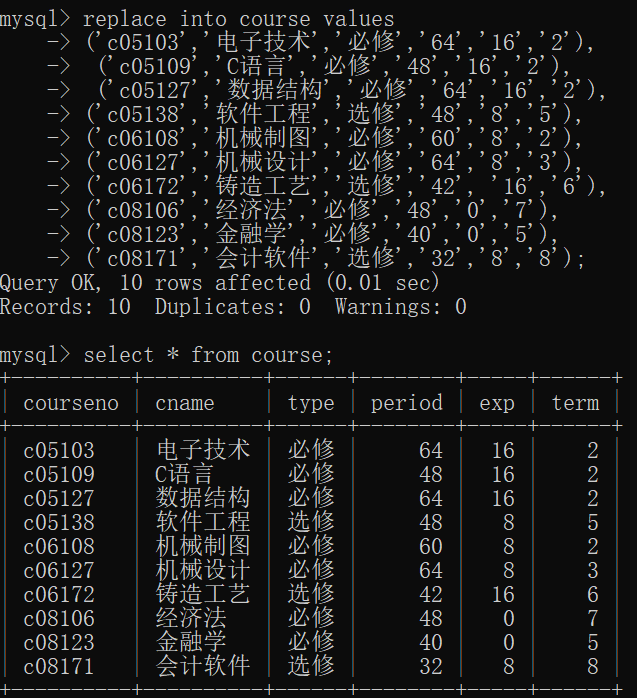 mysql> replace into course values
    -> ('c05103','电子技术','必修','64','16','2'),
    -> ('c05109','C语言','必修','48','16','2'),
    -> ('c05127','数据结构','必修','64','16','2'),
    -> ('c05138','软件工程','选修','48','8','5'),
    -> ('c06108','机械制图','必修','60','8','2'),
    -> ('c06127','机械设计','必修','64','8','3'),
    -> ('c06172','铸造工艺','选修','42', '16','6'),
    -> ('c08106','经济法','必修','48','0','7'),
    -> ('c08123','金融学','必修','40','0','5'),
    -> ('c08171','会计软件','选修','32','8','8');
Query OK, 10 rows affected (0.01 sec)
Records: 10  Duplicates: 0  Warnings: 0

mysql> select * from course;
+----------+----------+------+--------+-----+------+
| courseno | cname | type | period | exp | term |
+----------+----------+------+--------+-----+------+
| c05103 | 电子技术 | 必修 | 64 | 16 | 2 |
| c05109 | C语言 | 必修 | 48 | 16 | 2 |
| c05127 | 数据结构 | 必修 | 64 | 16 | 2 |
| c05138 | 软件工程 | 选修 | 48 | 8 | 5 |
| c06108 | 机械制图 | 必修 | 60 | 8 | 2 |
| c06127 | 机械设计 | 必修 | 64 | 8 | 3 |
| c06172 | 铸造工艺 | 选修 | 42 | 16 | 6 |
| c08106 | 经济法 | 必修 | 48 | 0 | 7 |
| c08123 | 金融学 | 必修 | 40 | 0 | 5 |
| c08171 | 会计软件 | 选修 | 32 | 8 | 8 |
+----------+----------+------+--------+-----+------+